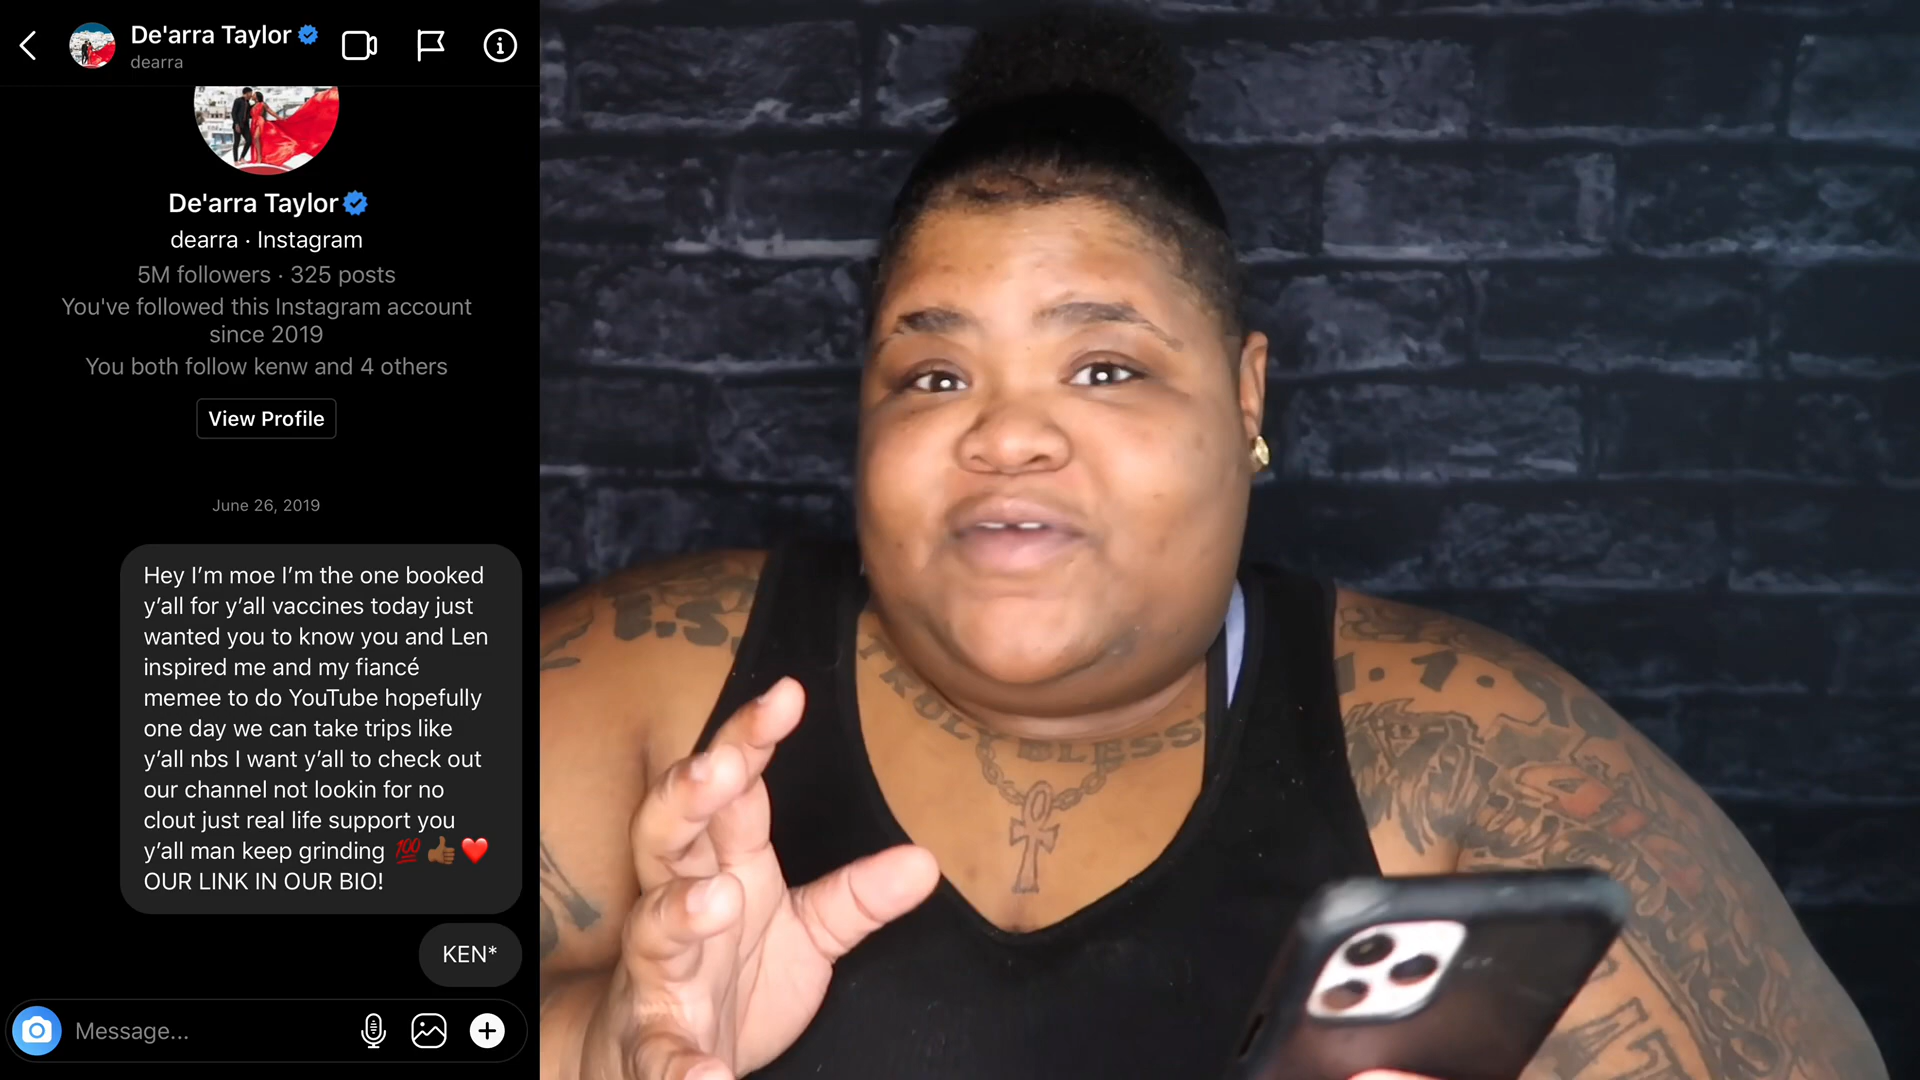 De'arra Taylor
dearra
De'arra Taylor
dearra · Instagram
5M followers · 325 posts
You've followed this Instagram account
since 2019
You both follow kenw and 4 others
View Profile
June 26, 2019
Hey I’m moe I’m the one booked
y’all for y’all vaccines today just
wanted you to know you and Len
inspired me and my fiancé
memee to do YouTube hopefully
one day we can take trips like
y’all nbs I want y’all to check out
our channel not lookin for no
clout just real life support you
y’all man keep grinding 💯👍🏾❤️
OUR LINK IN OUR BIO!
KEN*
Message...
TRULY BLESS